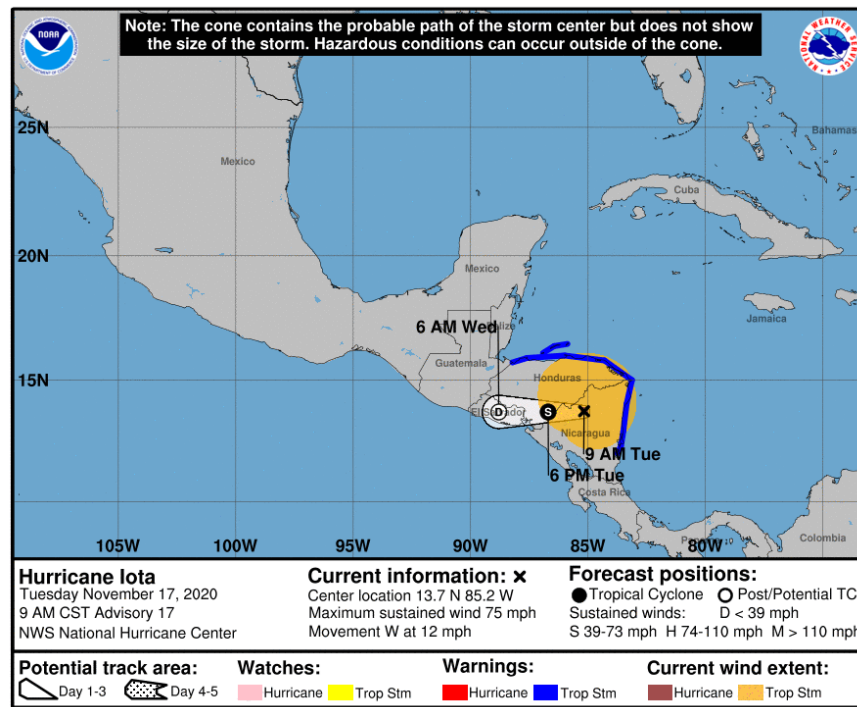 Note: The cone contains the probable path of the storm center but does not show
the size of the storm. Hazardous conditions can occur outside of the cone.
NOAA
NATIONAL WEATHER SERVICE
25N
Mexico
Bahamas
Cuba
20N
Mexico
Jamaica
6 AM Wed
Guatemala
15N
Honduras
D
S
El Salvador
Nicaragua
9 AM Tue
6 PM Tue
Costa Rica
Colombia
105W 100W 95W 90W 85W 80W
Hurricane Iota
Tuesday November 17, 2020
9 AM CST Advisory 17
NWS National Hurricane Center
Current information: ×
Center location 13.7 N 85.2 W
Maximum sustained wind 75 mph
Movement W at 12 mph
Forecast positions:
Tropical Cyclone Post/Potential TC
Sustained winds: D < 39 mph
S 39-73 mph H 74-110 mph M > 110 mph
Potential track area:
Day 1-3 Day 4-5
Watches:
Hurricane Trop Stm
Warnings:
Hurricane Trop Stm
Current wind extent:
Hurricane Trop Stm